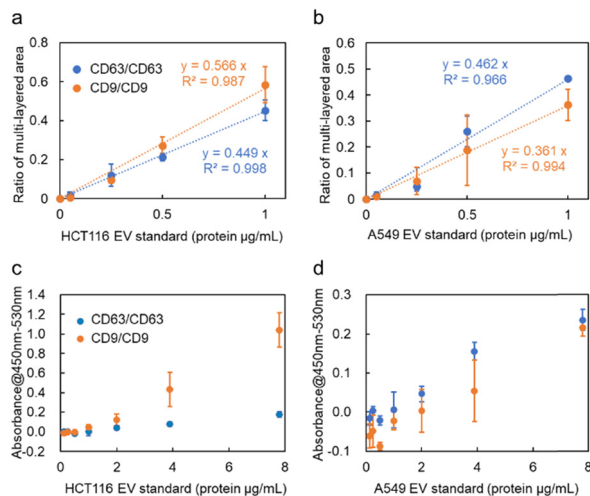 a
b
0.8
0.6
0.4
0.2
0
Ratio of multi-layered area
CD63/CD63
CD9/CD9
y = 0.566 x
R² = 0.987
y = 0.449 x
R² = 0.998
0
0.5
1
HCT116 EV standard (protein µg/mL)
0.6
0.5
0.4
0.3
0.2
0.1
0
Ratio of multi-layered area
y = 0.462 x
R² = 0.966
y = 0.361 x
R² = 0.994
0
0.5
1
A549 EV standard (protein µg/mL)
c
d
1.4
1.2
1.0
0.8
0.6
0.4
0.2
0.0
-0.2
Absorbance@450nm-530nm
CD63/CD63
CD9/CD9
0
2
4
6
8
HCT116 EV standard (protein µg/mL)
0.3
0.2
0.1
0.0
-0.1
Absorbance@450nm-530nm
0
2
4
6
8
A549 EV standard (protein µg/mL)